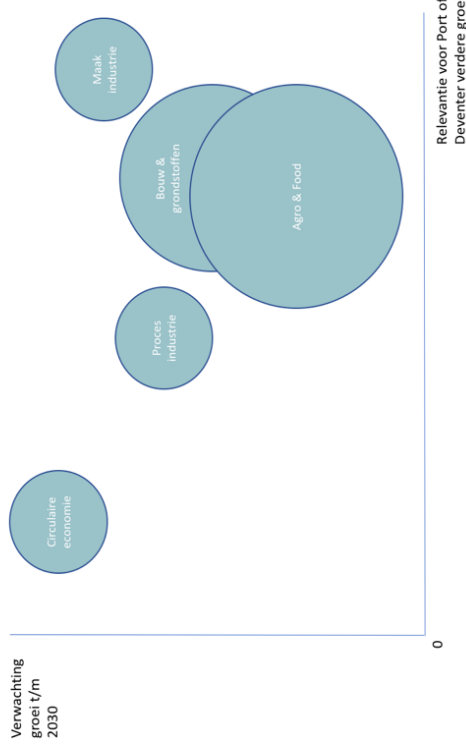 Verwachting
groei t/m
2030
Circulaire
economie
Proces
industrie
Maak
industrie
Bouw &
grondstoffen
Agro & Food
0
Relevantie voor Port of
Deventer verdere groe